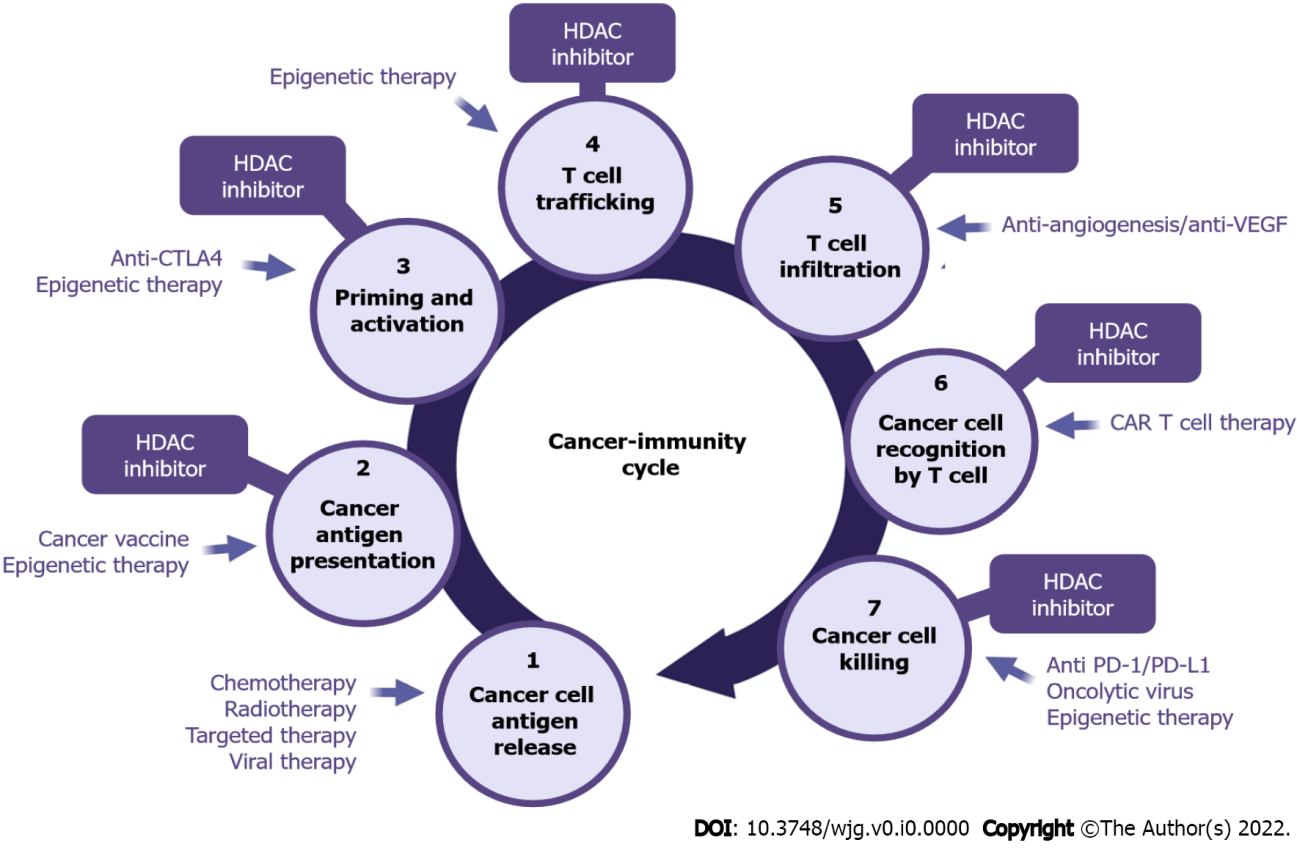 HDAC
inhibitor
Epigenetic therapy
4
T cell
trafficking
HDAC
inhibitor
5
T cell
infiltration
Anti-angiogenesis/anti-VEGF
HDAC
inhibitor
Anti-CTLA4
Epigenetic therapy
3
Priming and
activation
HDAC
inhibitor
6
Cancer cell
recognition
by T cell
CAR T cell therapy
Cancer-immunity
cycle
HDAC
inhibitor
2
Cancer
antigen
presentation
Cancer vaccine
Epigenetic therapy
HDAC
inhibitor
7
Cancer cell
killing
Anti PD-1/PD-L1
Oncolytic virus
Epigenetic therapy
1
Cancer cell
antigen
release
Chemotherapy
Radiotherapy
Targeted therapy
Viral therapy
DOI: 10.3748/wjg.v0.i0.0000 Copyright ©The Author(s) 2022.